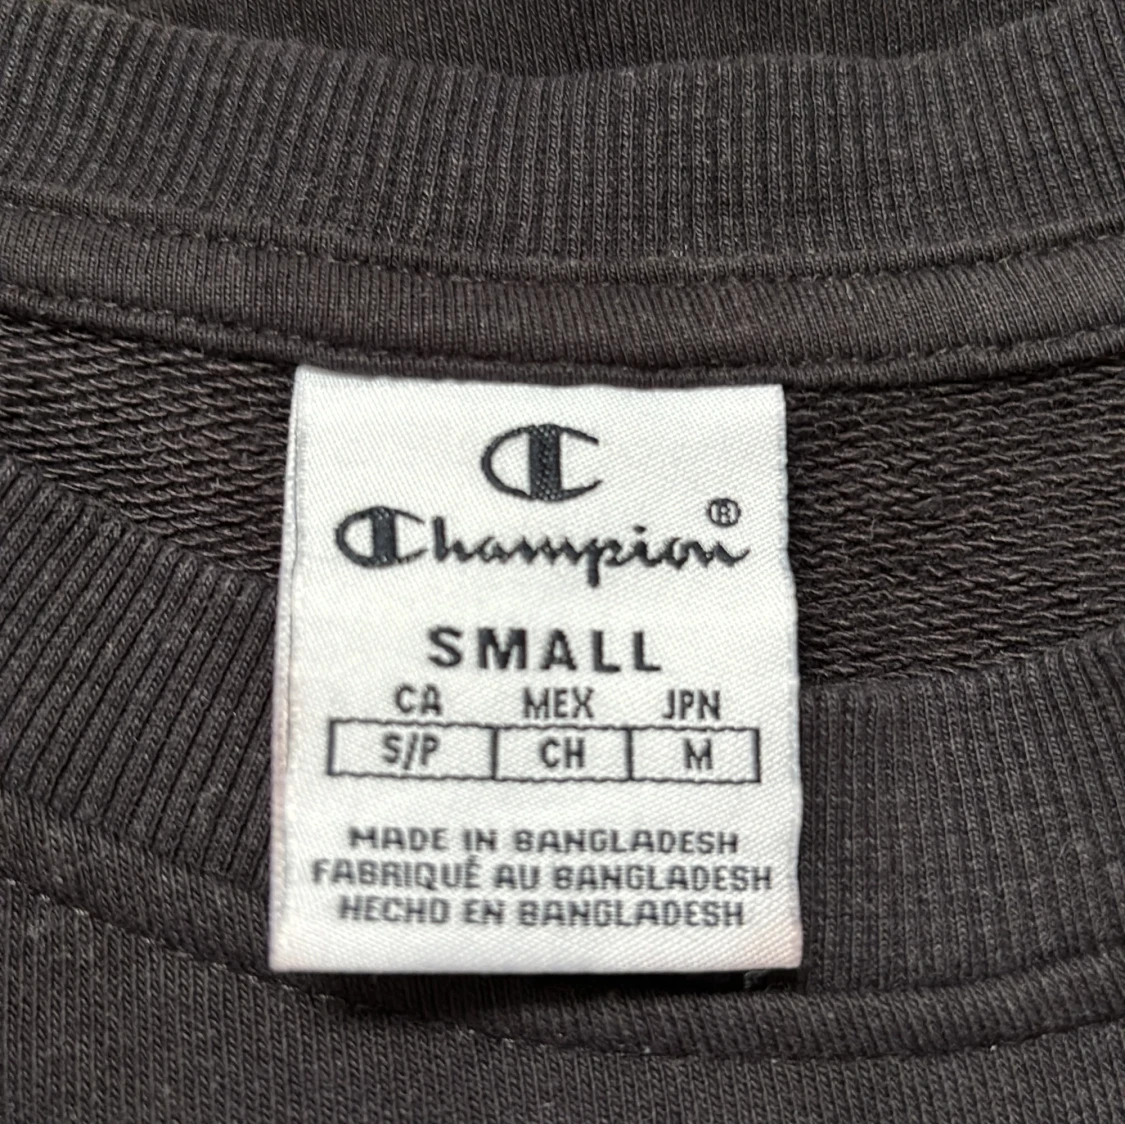 Champion®
SMALL
CA MEX JPN
S/P CH M
MADE IN BANGLADESH
FABRIQUÉ AU BANGLADESH
HECHO EN BANGLADESH